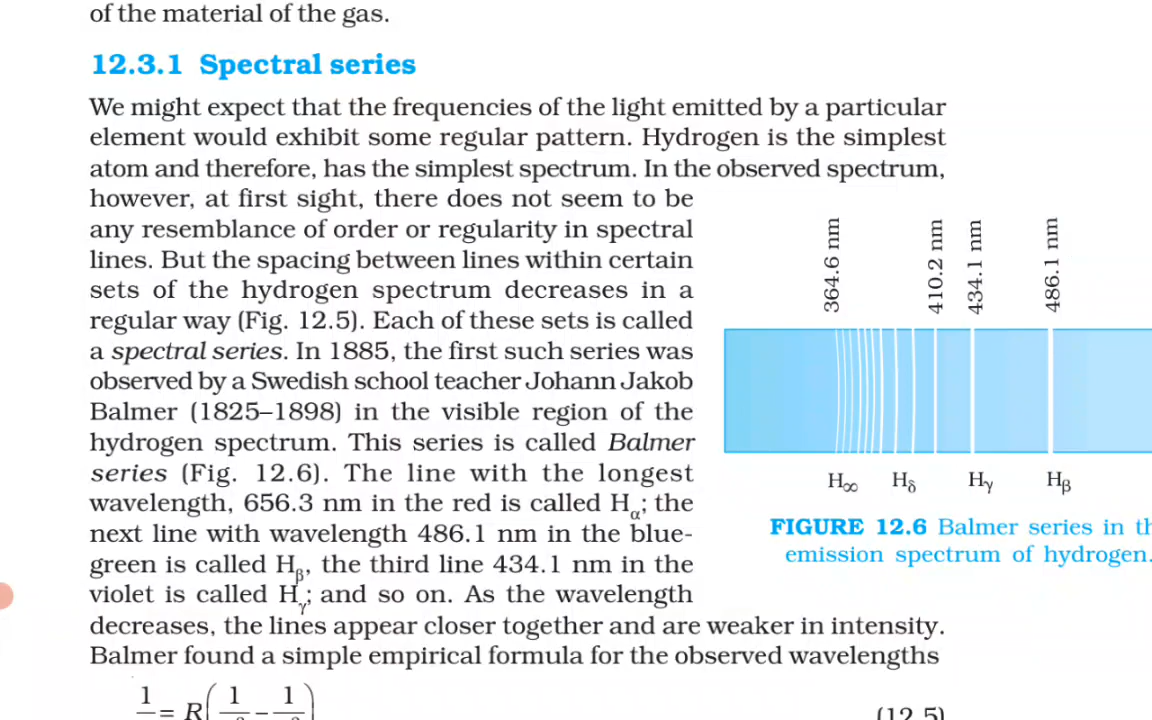 of the material of the gas.
12.3.1 Spectral series
We might expect that the frequencies of the light emitted by a particular
element would exhibit some regular pattern. Hydrogen is the simplest
atom and therefore, has the simplest spectrum. In the observed spectrum,
however, at first sight, there does not seem to be
any resemblance of order or regularity in spectral
lines. But the spacing between lines within certain
sets of the hydrogen spectrum decreases in a
regular way (Fig. 12.5). Each of these sets is called
a spectral series. In 1885, the first such series was
observed by a Swedish school teacher Johann Jakob
Balmer (1825–1898) in the visible region of the
hydrogen spectrum. This series is called Balmer
series (Fig. 12.6). The line with the longest
wavelength, 656.3 nm in the red is called Hα; the
next line with wavelength 486.1 nm in the blue-
green is called Hβ, the third line 434.1 nm in the
violet is called Hγ; and so on. As the wavelength
decreases, the lines appear closer together and are weaker in intensity.
Balmer found a simple empirical formula for the observed wavelengths
1/ = R(1/ − 1/)
(12.5)
364.6 nm
410.2 nm
434.1 nm
486.1 nm
H∞ Hδ Hγ Hβ
FIGURE 12.6 Balmer series in th
emission spectrum of hydrogen.